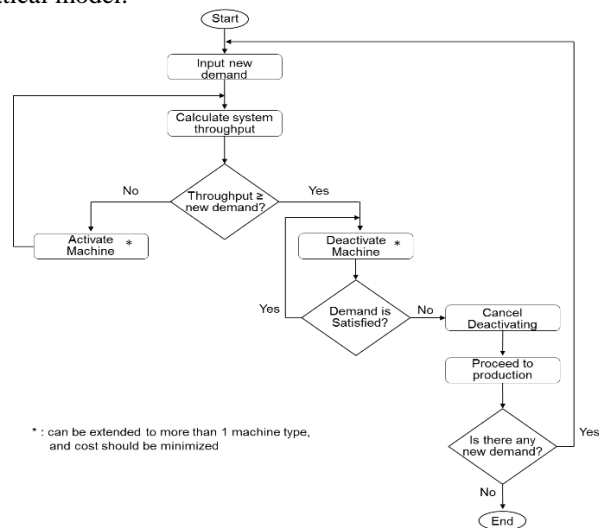 Start
Input new
demand
Calculate system
throughput
No
Throughput ≥
new demand?
Yes
Activate
Machine *
Deactivate
Machine *
Yes
Demand is
Satisfied?
No
Cancel
Deactivating
Proceed to
production
* : can be extended to more than 1 machine type,
and cost should be minimized
Is there any
new demand?
Yes
No
End